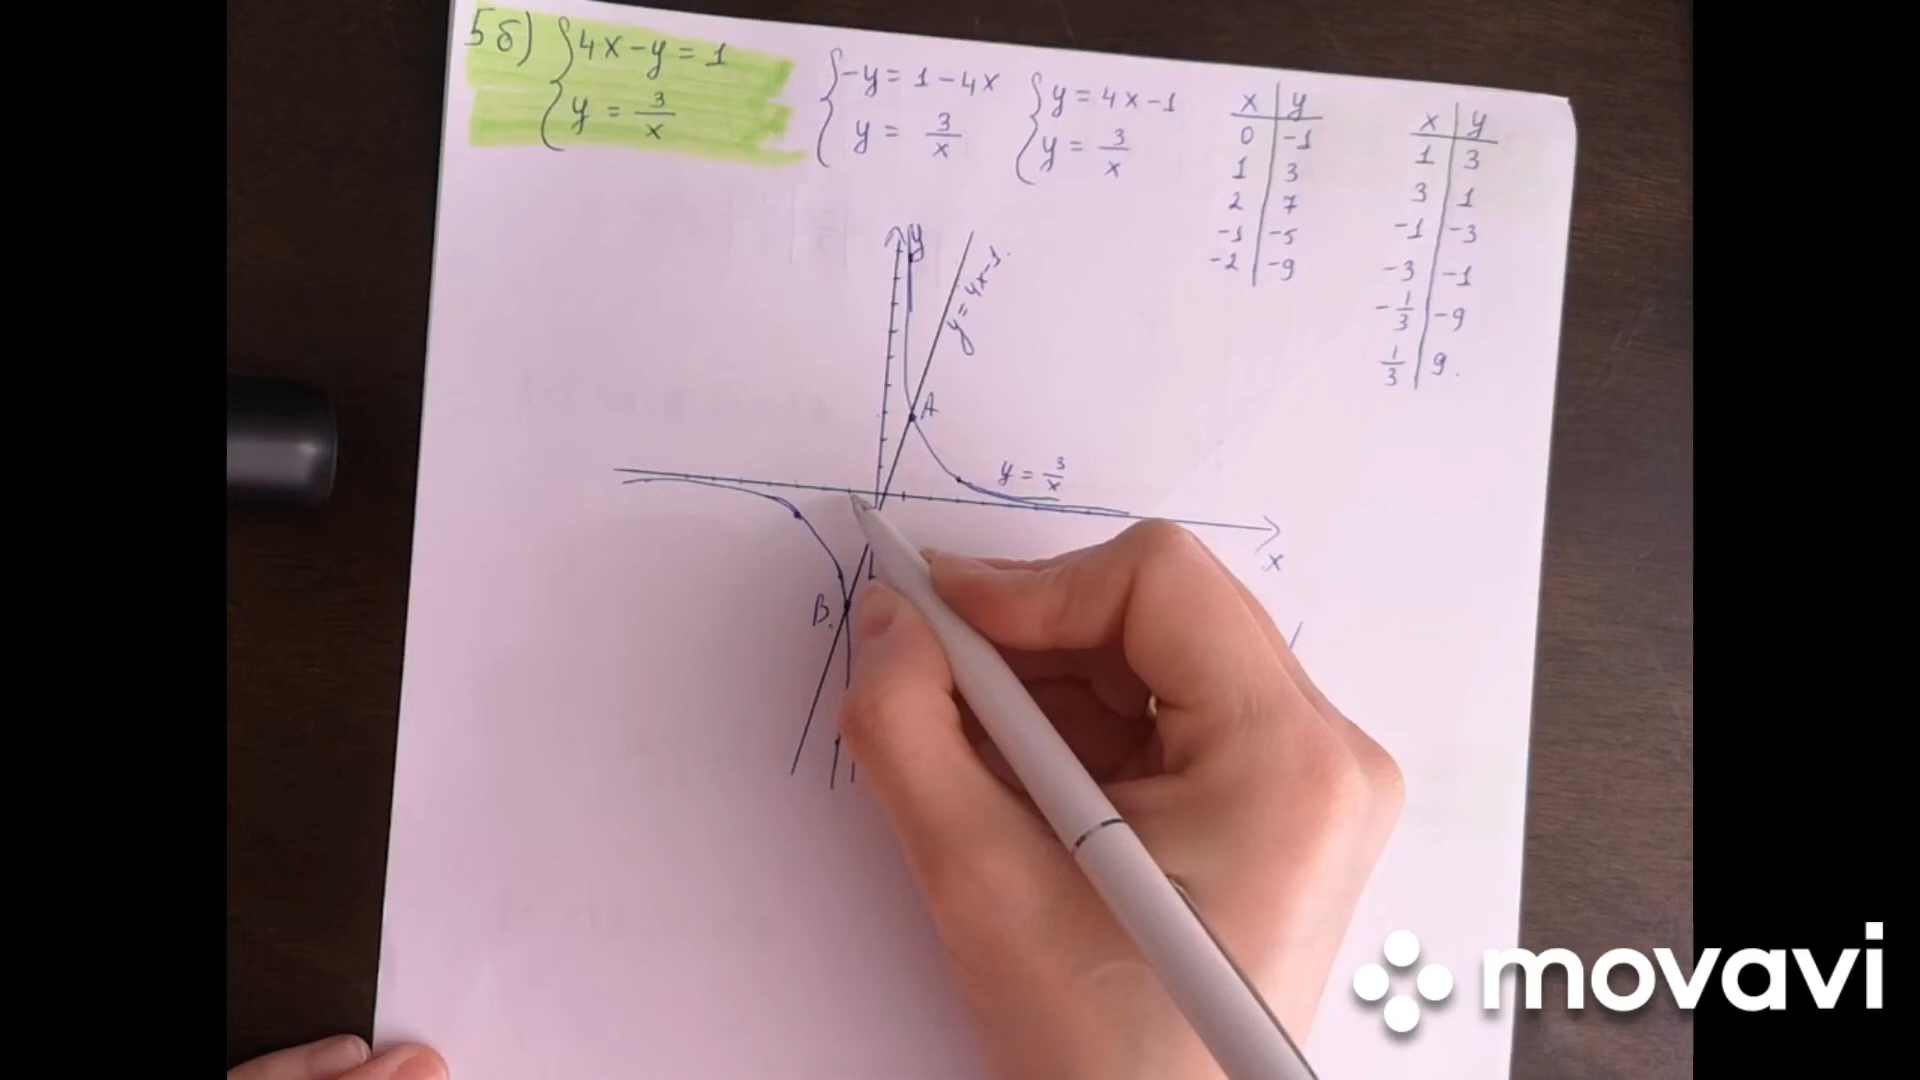 5б) {4x-y=1
y = 3/x
{-y = 1-4x
y = 3/x
{y = 4x-1
y = 3/x
x | y
0 | -1
1 | 3
2 | 7
-1 | -5
-2 | -9
x | y
1 | 3
3 | 1
-1 | -3
-3 | -1
-1/3 | -9
1/3 | 9.
y
y=4x-1.
A
y = 3/x
x
B.
movavi